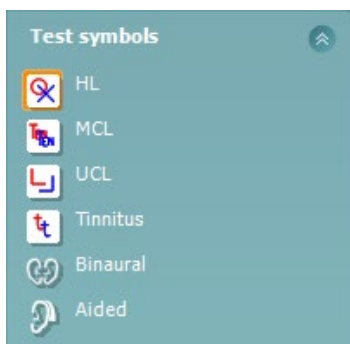 Test symbols
HL
MCL
UCL
Tinnitus
Binaural
Aided